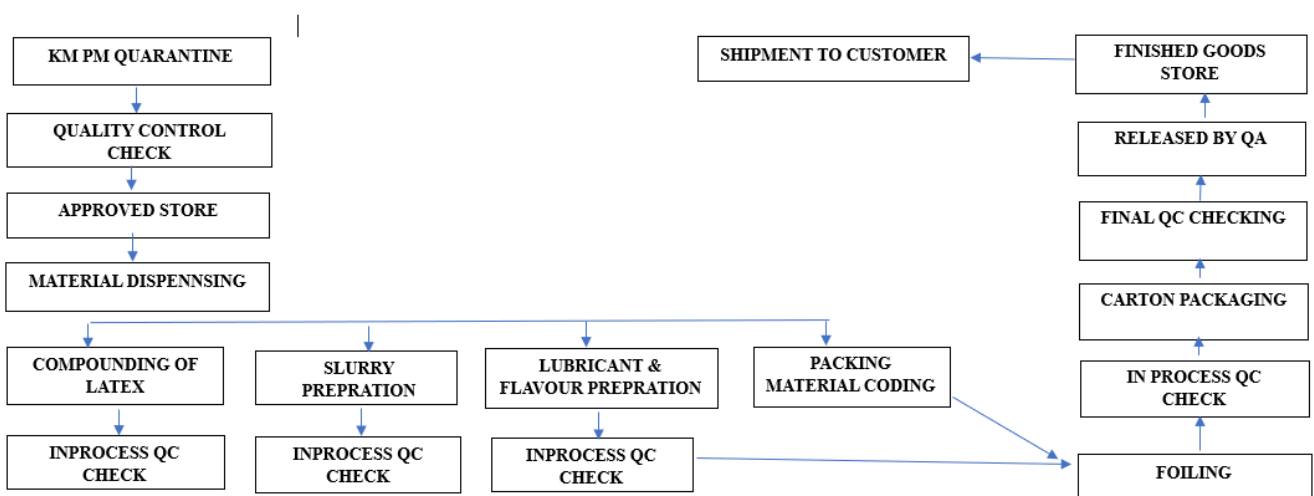 KM PM QUARANTINE
QUALITY CONTROL
CHECK
APPROVED STORE
MATERIAL DISPENNSING
COMPOUNDING OF
LATEX
INPROCESS QC
CHECK
SLURRY
PREPRATION
INPROCESS QC
CHECK
LUBRICANT &
FLAVOUR PREPRATION
INPROCESS QC
CHECK
PACKING
MATERIAL CODING
FOILING
IN PROCESS QC
CHECK
CARTON PACKAGING
FINAL QC CHECKING
RELEASED BY QA
FINISHED GOODS
STORE
SHIPMENT TO CUSTOMER